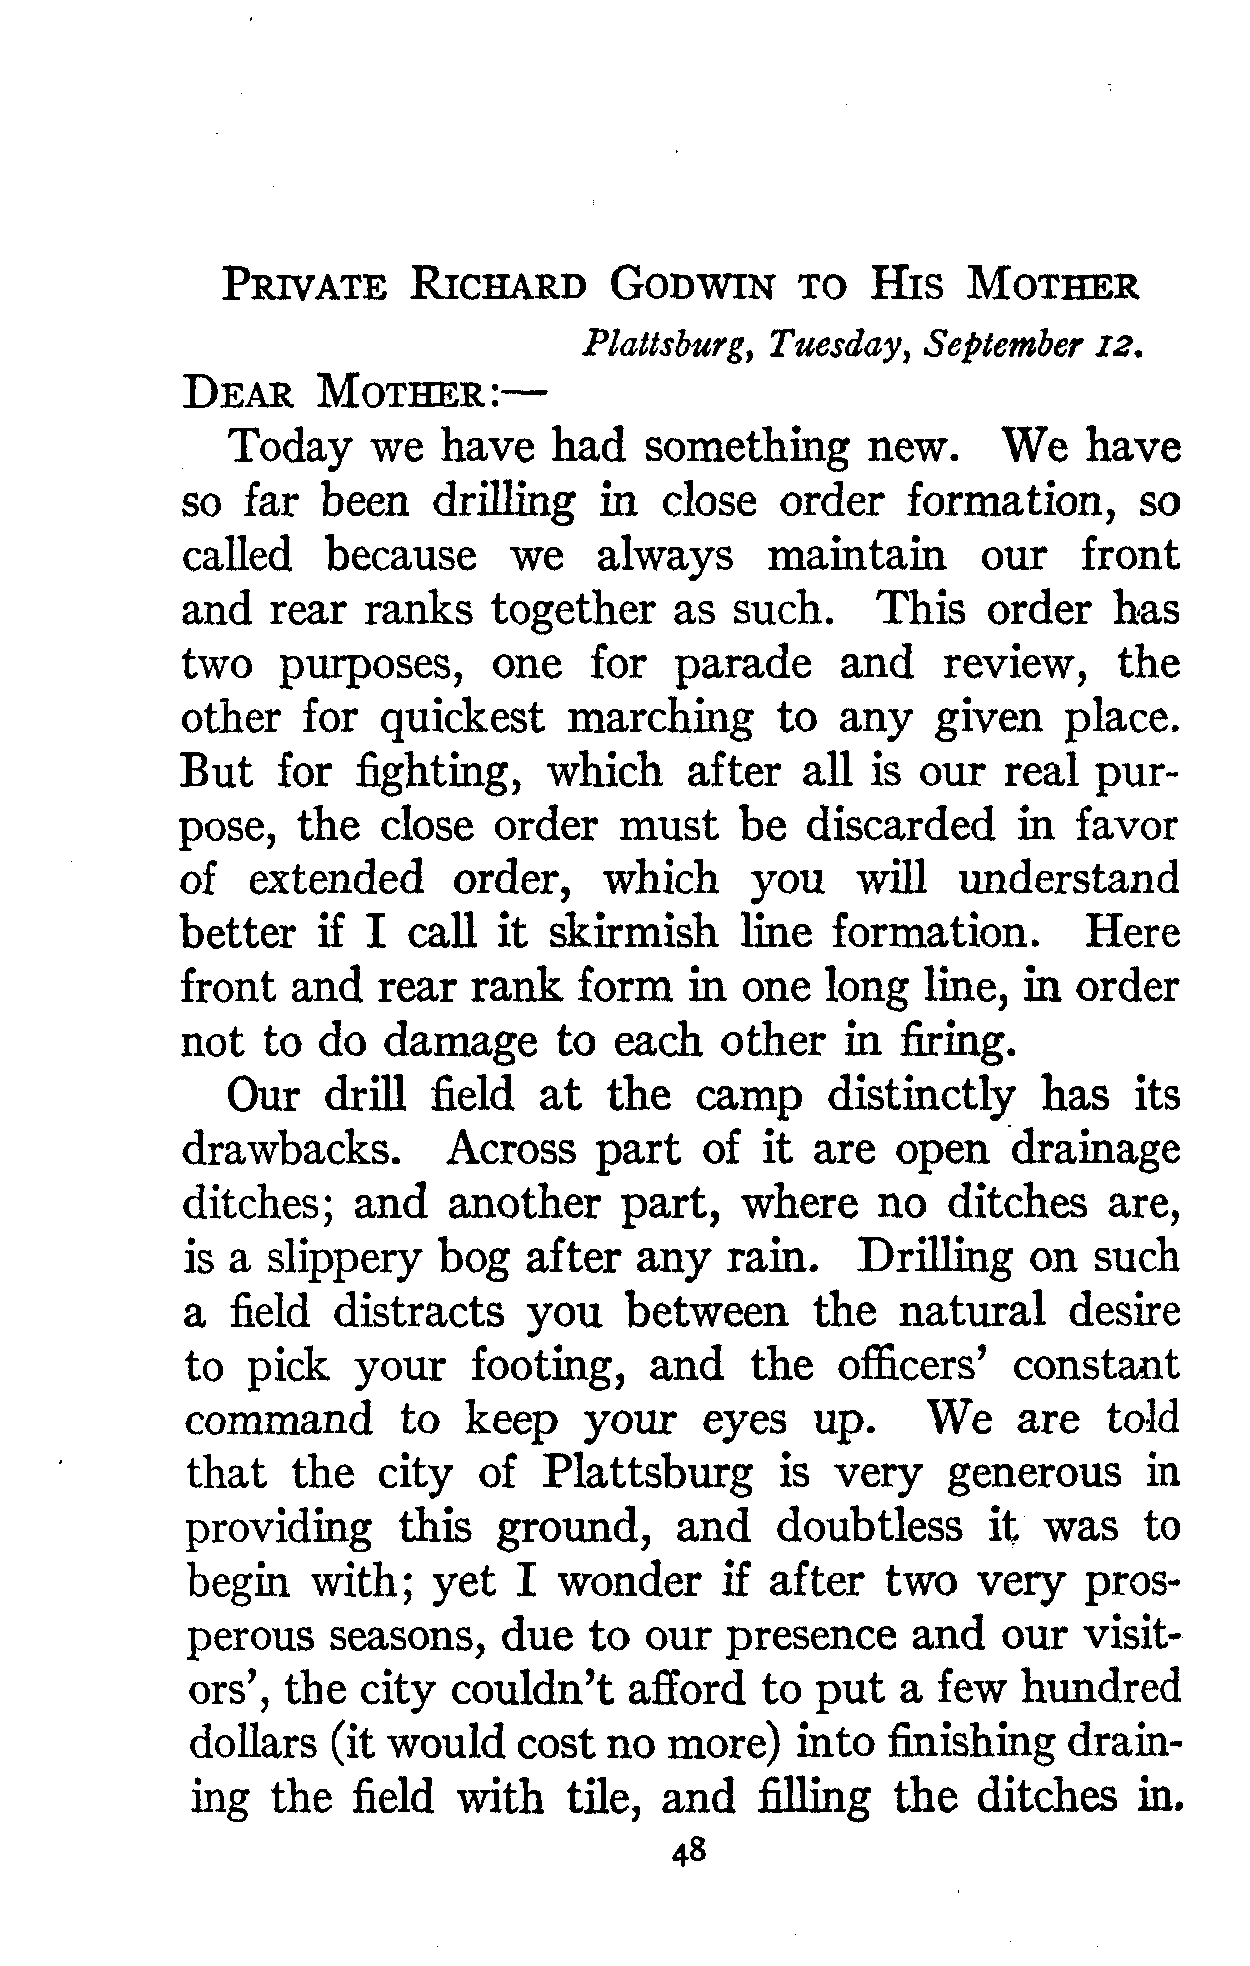 PRIVATE RICHARD GODWIN TO HIS MOTHER
Plattsburg, Tuesday, September 12.
DEAR MOTHER:—
Today we have had something new. We have
so far been drilling in close order formation, so
called because we always maintain our front
and rear ranks together as such. This order has
two purposes, one for parade and review, the
other for quickest marching to any given place.
But for fighting, which after all is our real pur-
pose, the close order must be discarded in favor
of extended order, which you will understand
better if I call it skirmish line formation. Here
front and rear rank form in one long line, in order
not to do damage to each other in firing.
Our drill field at the camp distinctly has its
drawbacks. Across part of it are open drainage
ditches; and another part, where no ditches are,
is a slippery bog after any rain. Drilling on such
a field distracts you between the natural desire
to pick your footing, and the officers' constant
command to keep your eyes up. We are told
that the city of Plattsburg is very generous in
providing this ground, and doubtless it was to
begin with; yet I wonder if after two very pros-
perous seasons, due to our presence and our visit-
ors', the city couldn't afford to put a few hundred
dollars (it would cost no more) into finishing drain-
ing the field with tile, and filling the ditches in.
48